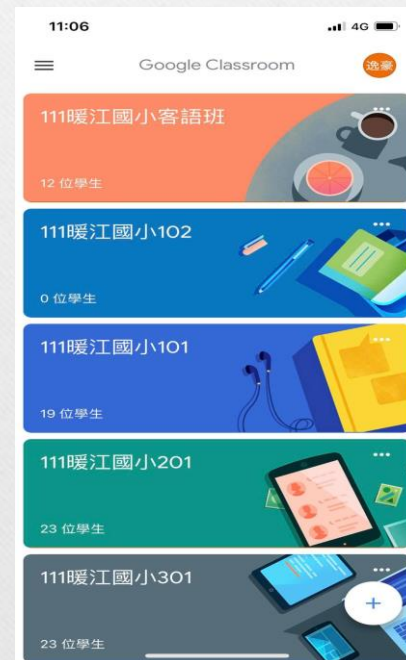 11:06
4G
Google Classroom
逸豪
111暖江國小客語班
12 位學生
111暖江國小102
0 位學生
111暖江國小101
19 位學生
111暖江國小201
23 位學生
111暖江國小301
23 位學生